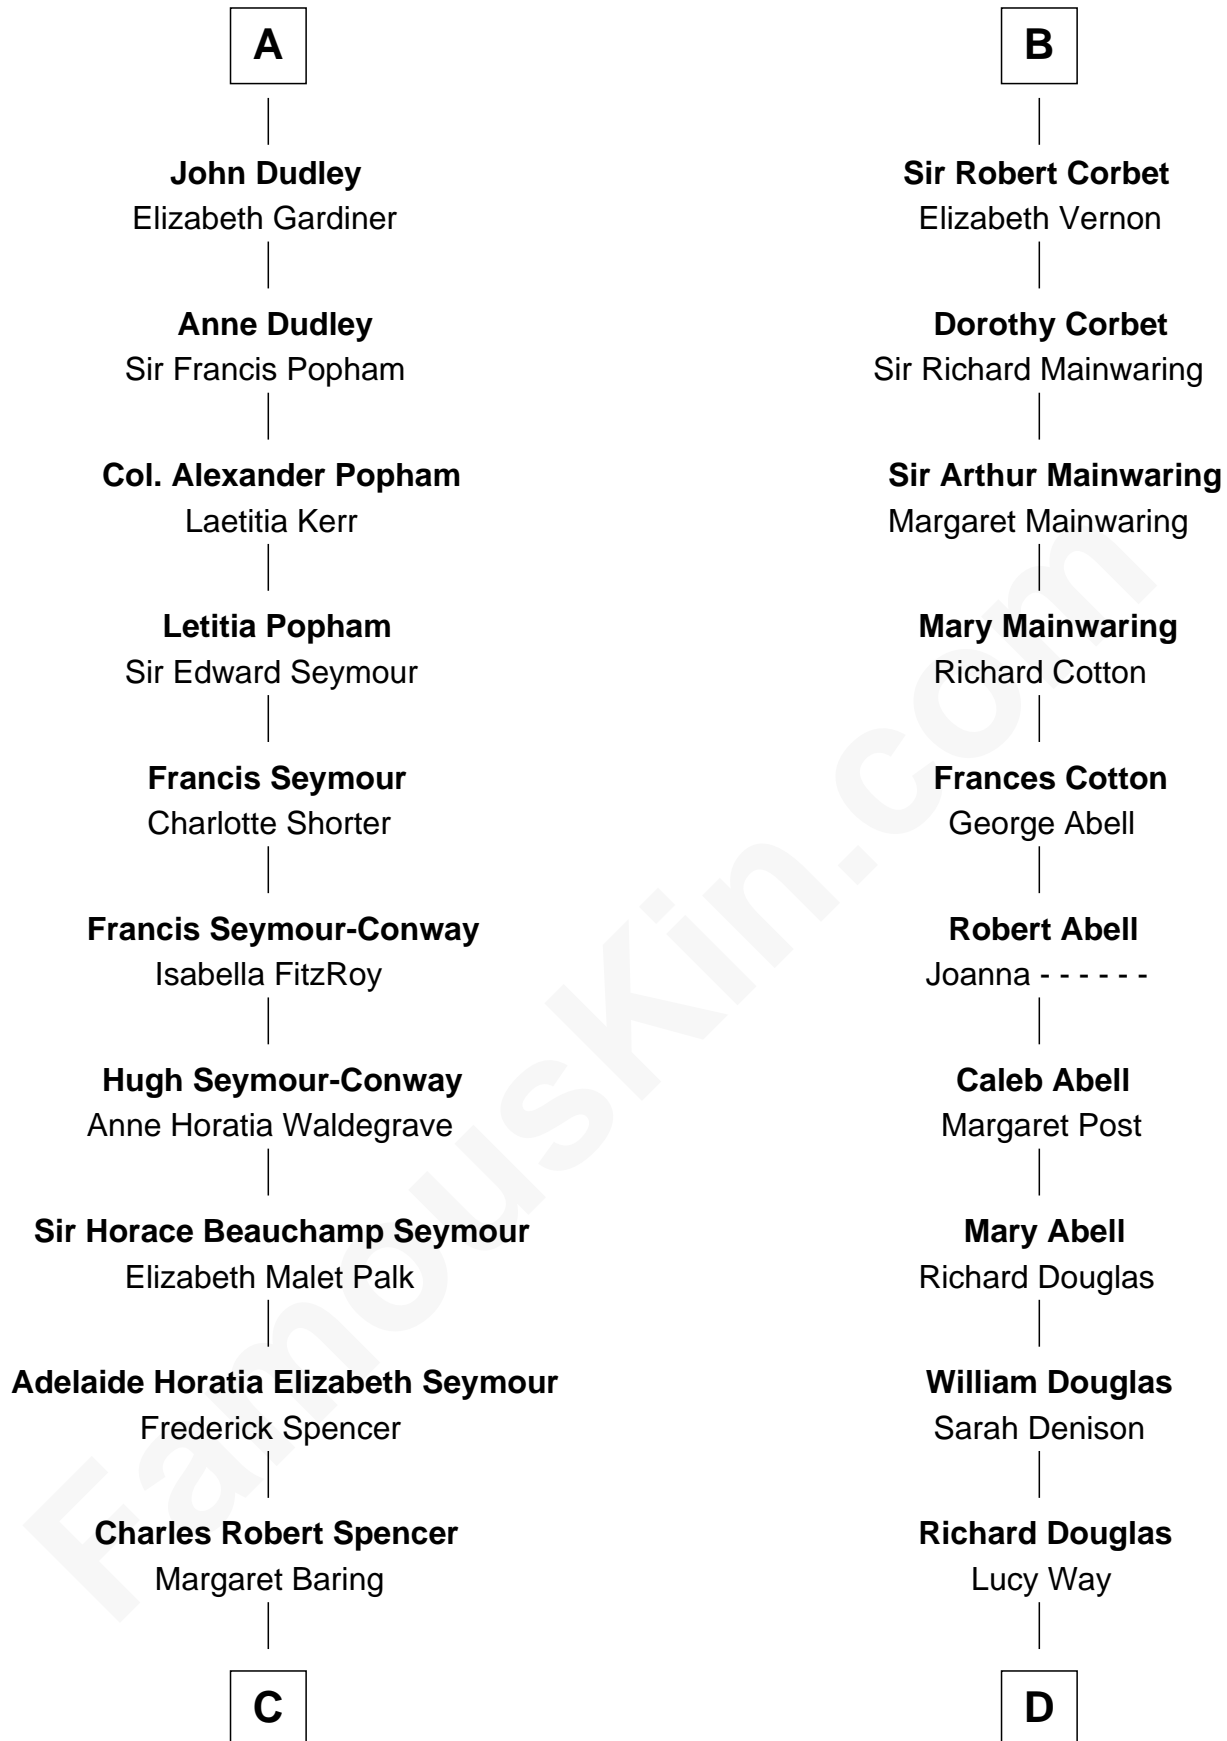 A
John Dudley
Elizabeth Gardiner
Anne Dudley
Sir Francis Popham
Col. Alexander Popham
Laetitia Kerr
Letitia Popham
Sir Edward Seymour
Francis Seymour
Charlotte Shorter
Francis Seymour-Conway
Isabella FitzRoy
Hugh Seymour-Conway
Anne Horatia Waldegrave
Sir Horace Beauchamp Seymour
Elizabeth Malet Palk
Adelaide Horatia Elizabeth Seymour
Frederick Spencer
Charles Robert Spencer
Margaret Baring
C
B
Sir Robert Corbet
Elizabeth Vernon
Dorothy Corbet
Sir Richard Mainwaring
Sir Arthur Mainwaring
Margaret Mainwaring
Mary Mainwaring
Richard Cotton
Frances Cotton
George Abell
Robert Abell
Joanna - - - - - -
Caleb Abell
Margaret Post
Mary Abell
Richard Douglas
William Douglas
Sarah Denison
Richard Douglas
Lucy Way
D
FamousKin.com